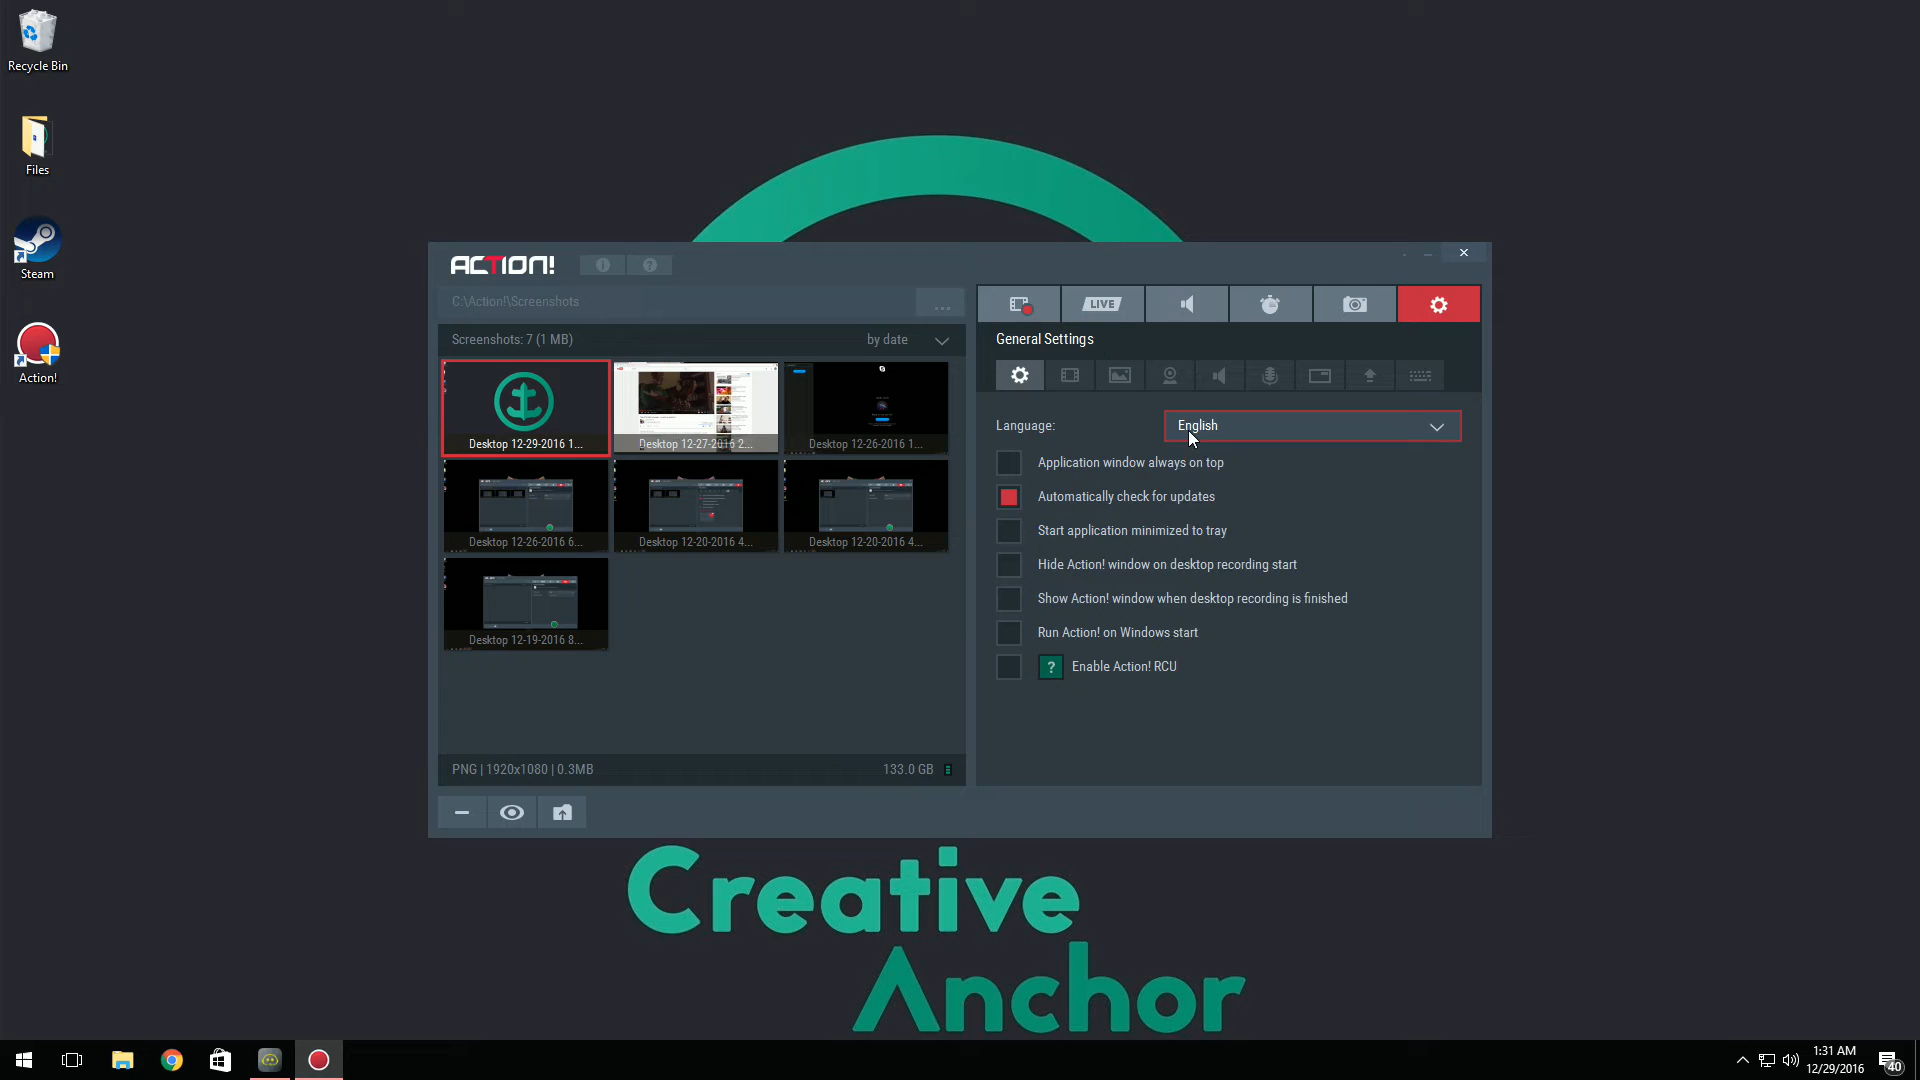 Recycle Bin
Files
Steam
Action!
ACTION!
C:\Action!\Screenshots
...
Screenshots: 7 (1 MB)
by date
Desktop 12-29-2016 1...
Desktop 12-27-2016 2...
Desktop 12-26-2016 1...
Desktop 12-26-2016 6...
Desktop 12-20-2016 4...
Desktop 12-20-2016 4...
Desktop 12-19-2016 8...
PNG | 1920x1080 | 0.3MB
133.0 GB
LIVE
General Settings
Language:
English
Application window always on top
Automatically check for updates
Start application minimized to tray
Hide Action! window on desktop recording start
Show Action! window when desktop recording is finished
Run Action! on Windows start
? Enable Action! RCU
Creative
Anchor
1:31 AM
12/29/2016
40